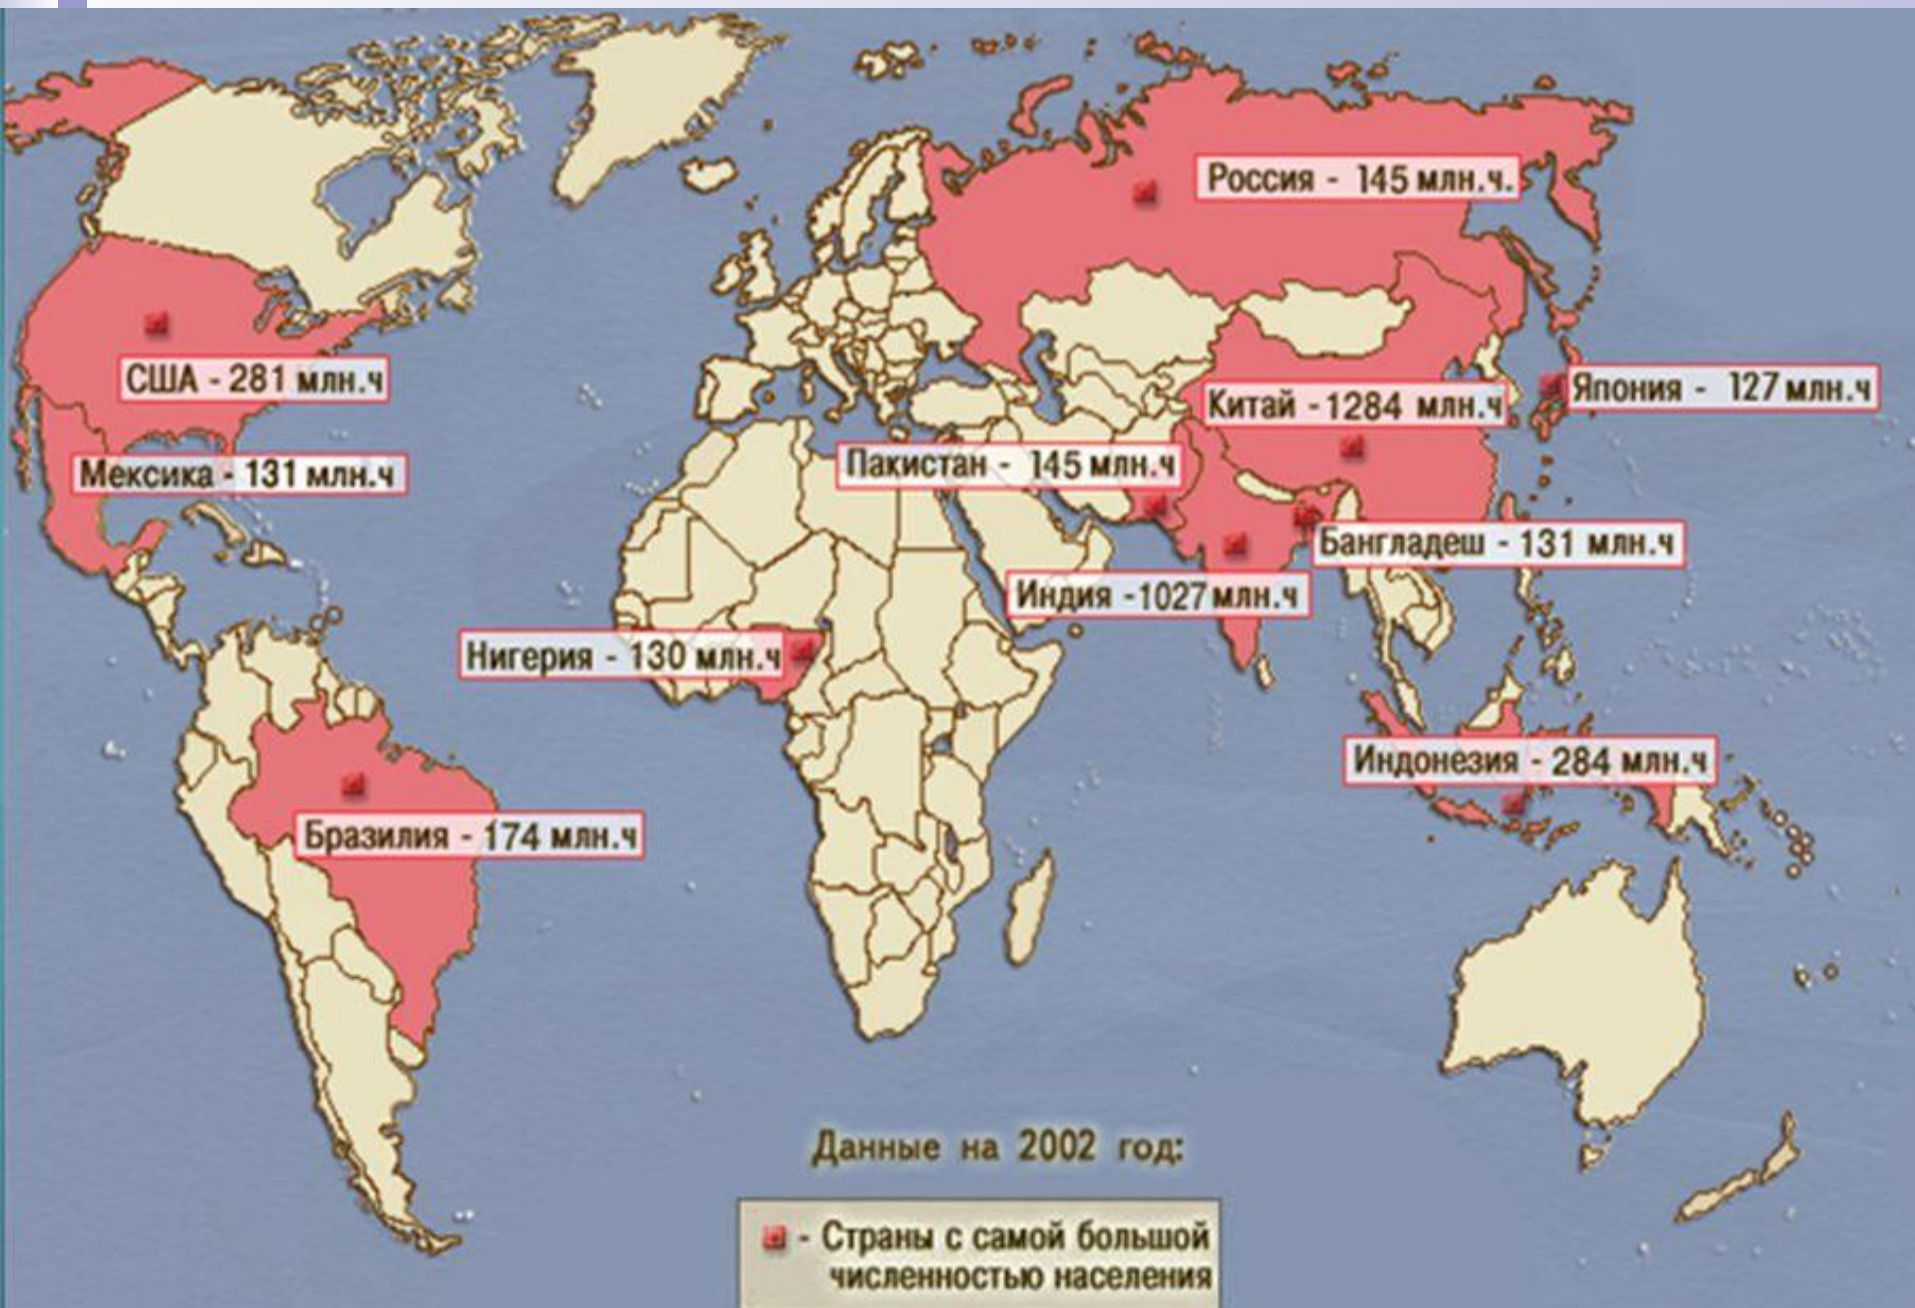 Россия - 145 млн.ч.
США - 281 млн.ч
Япония - 127 млн.ч
Китай -1284 млн.ч
Мексика - 131 млн.ч
Пакистан - 145 млн.ч
Бангладеш - 131 млн.ч
Индия -1027 млн.ч
Нигерия - 130 млн.ч
Индонезия - 284 млн.ч
Бразилия - 174 млн.ч
Данные на 2002 год:
- Страны с самой большой
численностью населения